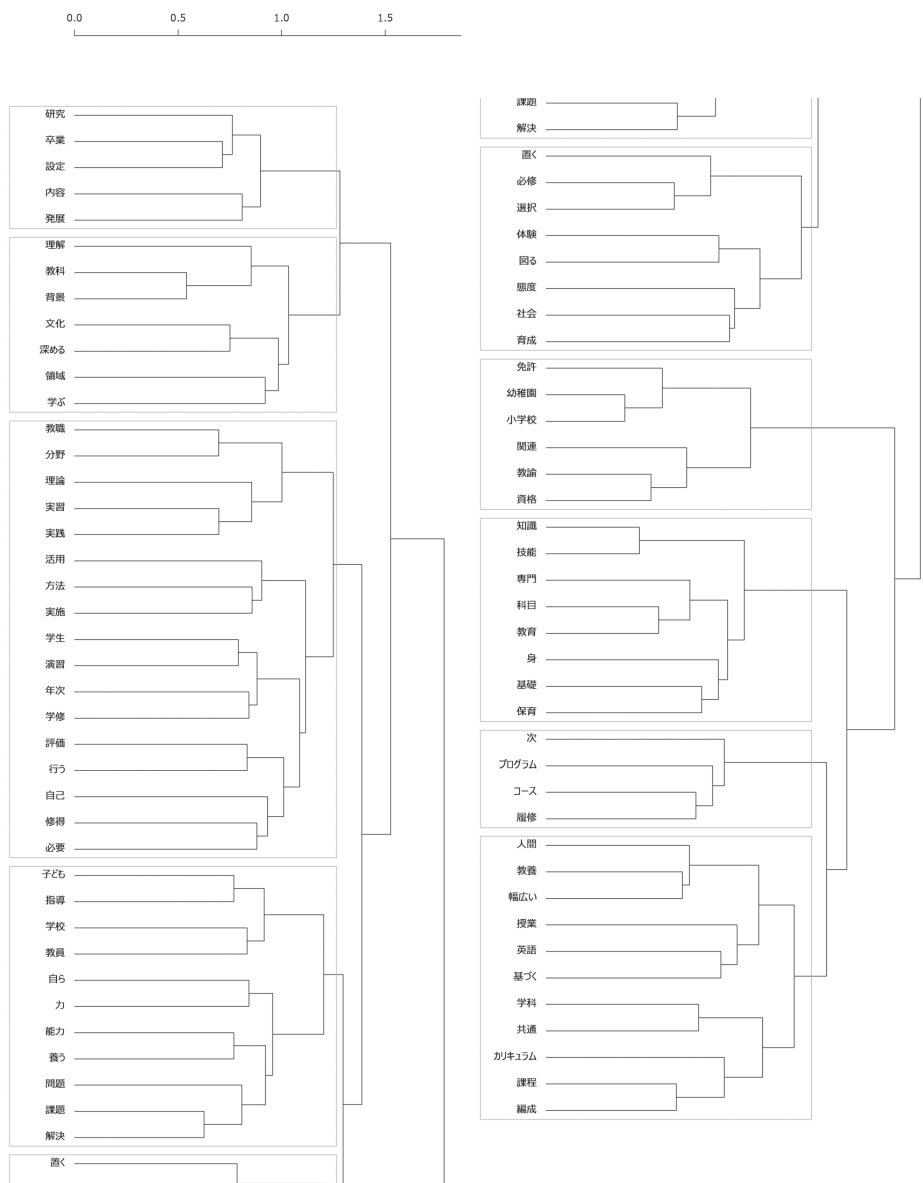 0.0 0.5 1.0 1.5
研究
卒業
設定
内容
発展
理解
教科
背景
文化
深める
領域
学ぶ
教職
分野
理論
実習
実践
活用
方法
実施
学生
演習
年次
学修
評価
行う
自己
修得
必要
子ども
指導
学校
教員
自ら
力
能力
養う
問題
課題
解決
置く
課題
解決
置く
必修
選択
体験
図る
態度
社会
育成
免許
幼稚園
小学校
関連
教諭
資格
知識
技能
専門
科目
教育
身
基礎
保育
次
プログラム
コース
履修
人間
教養
幅広い
授業
英語
基づく
学科
共通
カリキュラム
課程
編成